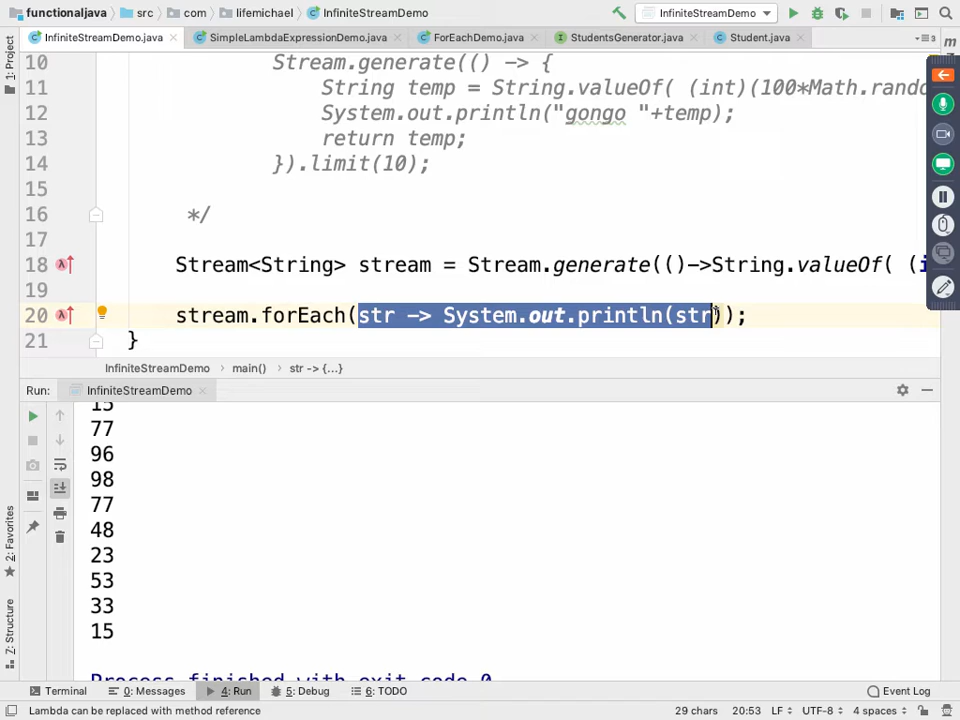 functionaljava src com lifemichael InfiniteStreamDemo InfiniteStreamDemo
InfiniteStreamDemo.java SimpleLambdaExpressionDemo.java ForEachDemo.java StudentsGenerator.java Student.java
1: Project
10 Stream.generate(() -> {
11 String temp = String.valueOf( (int)(100*Math.rando
12 System.out.println("gongo "+temp);
13 return temp;
14 }).limit(10);
15
16 */
17
18 Stream<String> stream = Stream.generate(()->String.valueOf( (i
19
20 stream.forEach(str -> System.out.println(str));
21 }
InfiniteStreamDemo main() str -> {...}
Run: InfiniteStreamDemo
15
77
96
98
77
48
23
53
33
15
Process finished with exit code 0
2: Favorites
7: Structure
Terminal 0: Messages 4: Run 5: Debug 6: TODO Event Log
Lambda can be replaced with method reference 29 chars 20:53 LF UTF-8 4 spaces